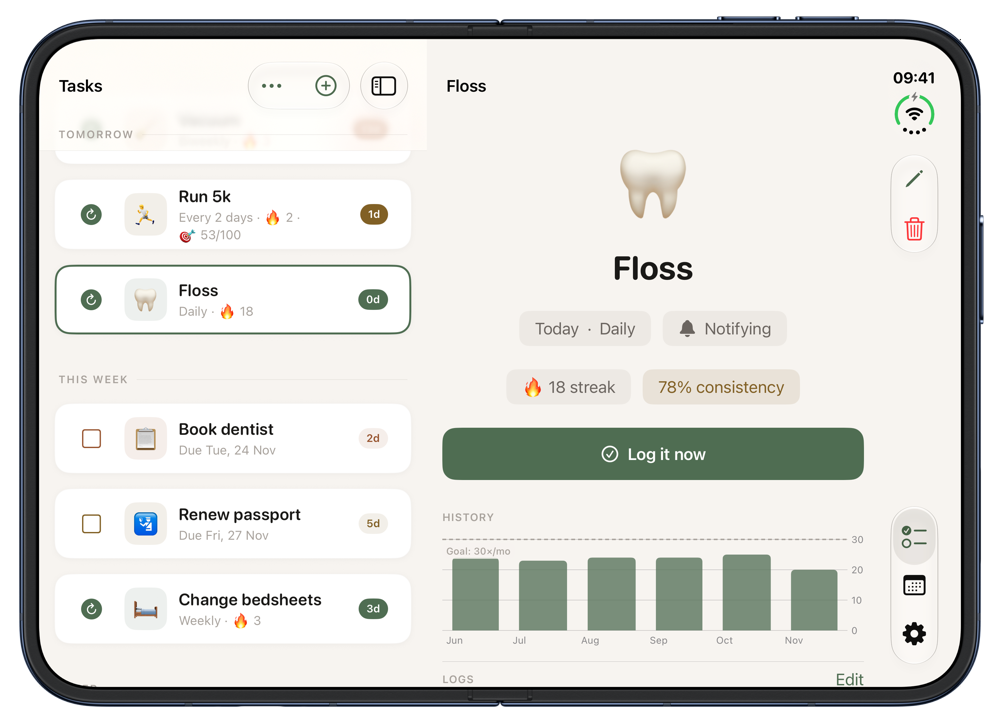 Tasks
TOMORROW
Run 5k
Every 2 days · 🔥 2 ·
🎯 53/100
1d
Floss
Daily · 🔥 18
0d
THIS WEEK
Book dentist
Due Tue, 24 Nov
2d
Renew passport
Due Fri, 27 Nov
5d
Change bedsheets
Weekly · 🔥 3
3d
Floss
09:41
Floss
Today · Daily
Notifying
🔥 18 streak
78% consistency
Log it now
HISTORY
Goal: 30×/mo
30
20
10
0
Jun
Jul
Aug
Sep
Oct
Nov
LOGS
Edit